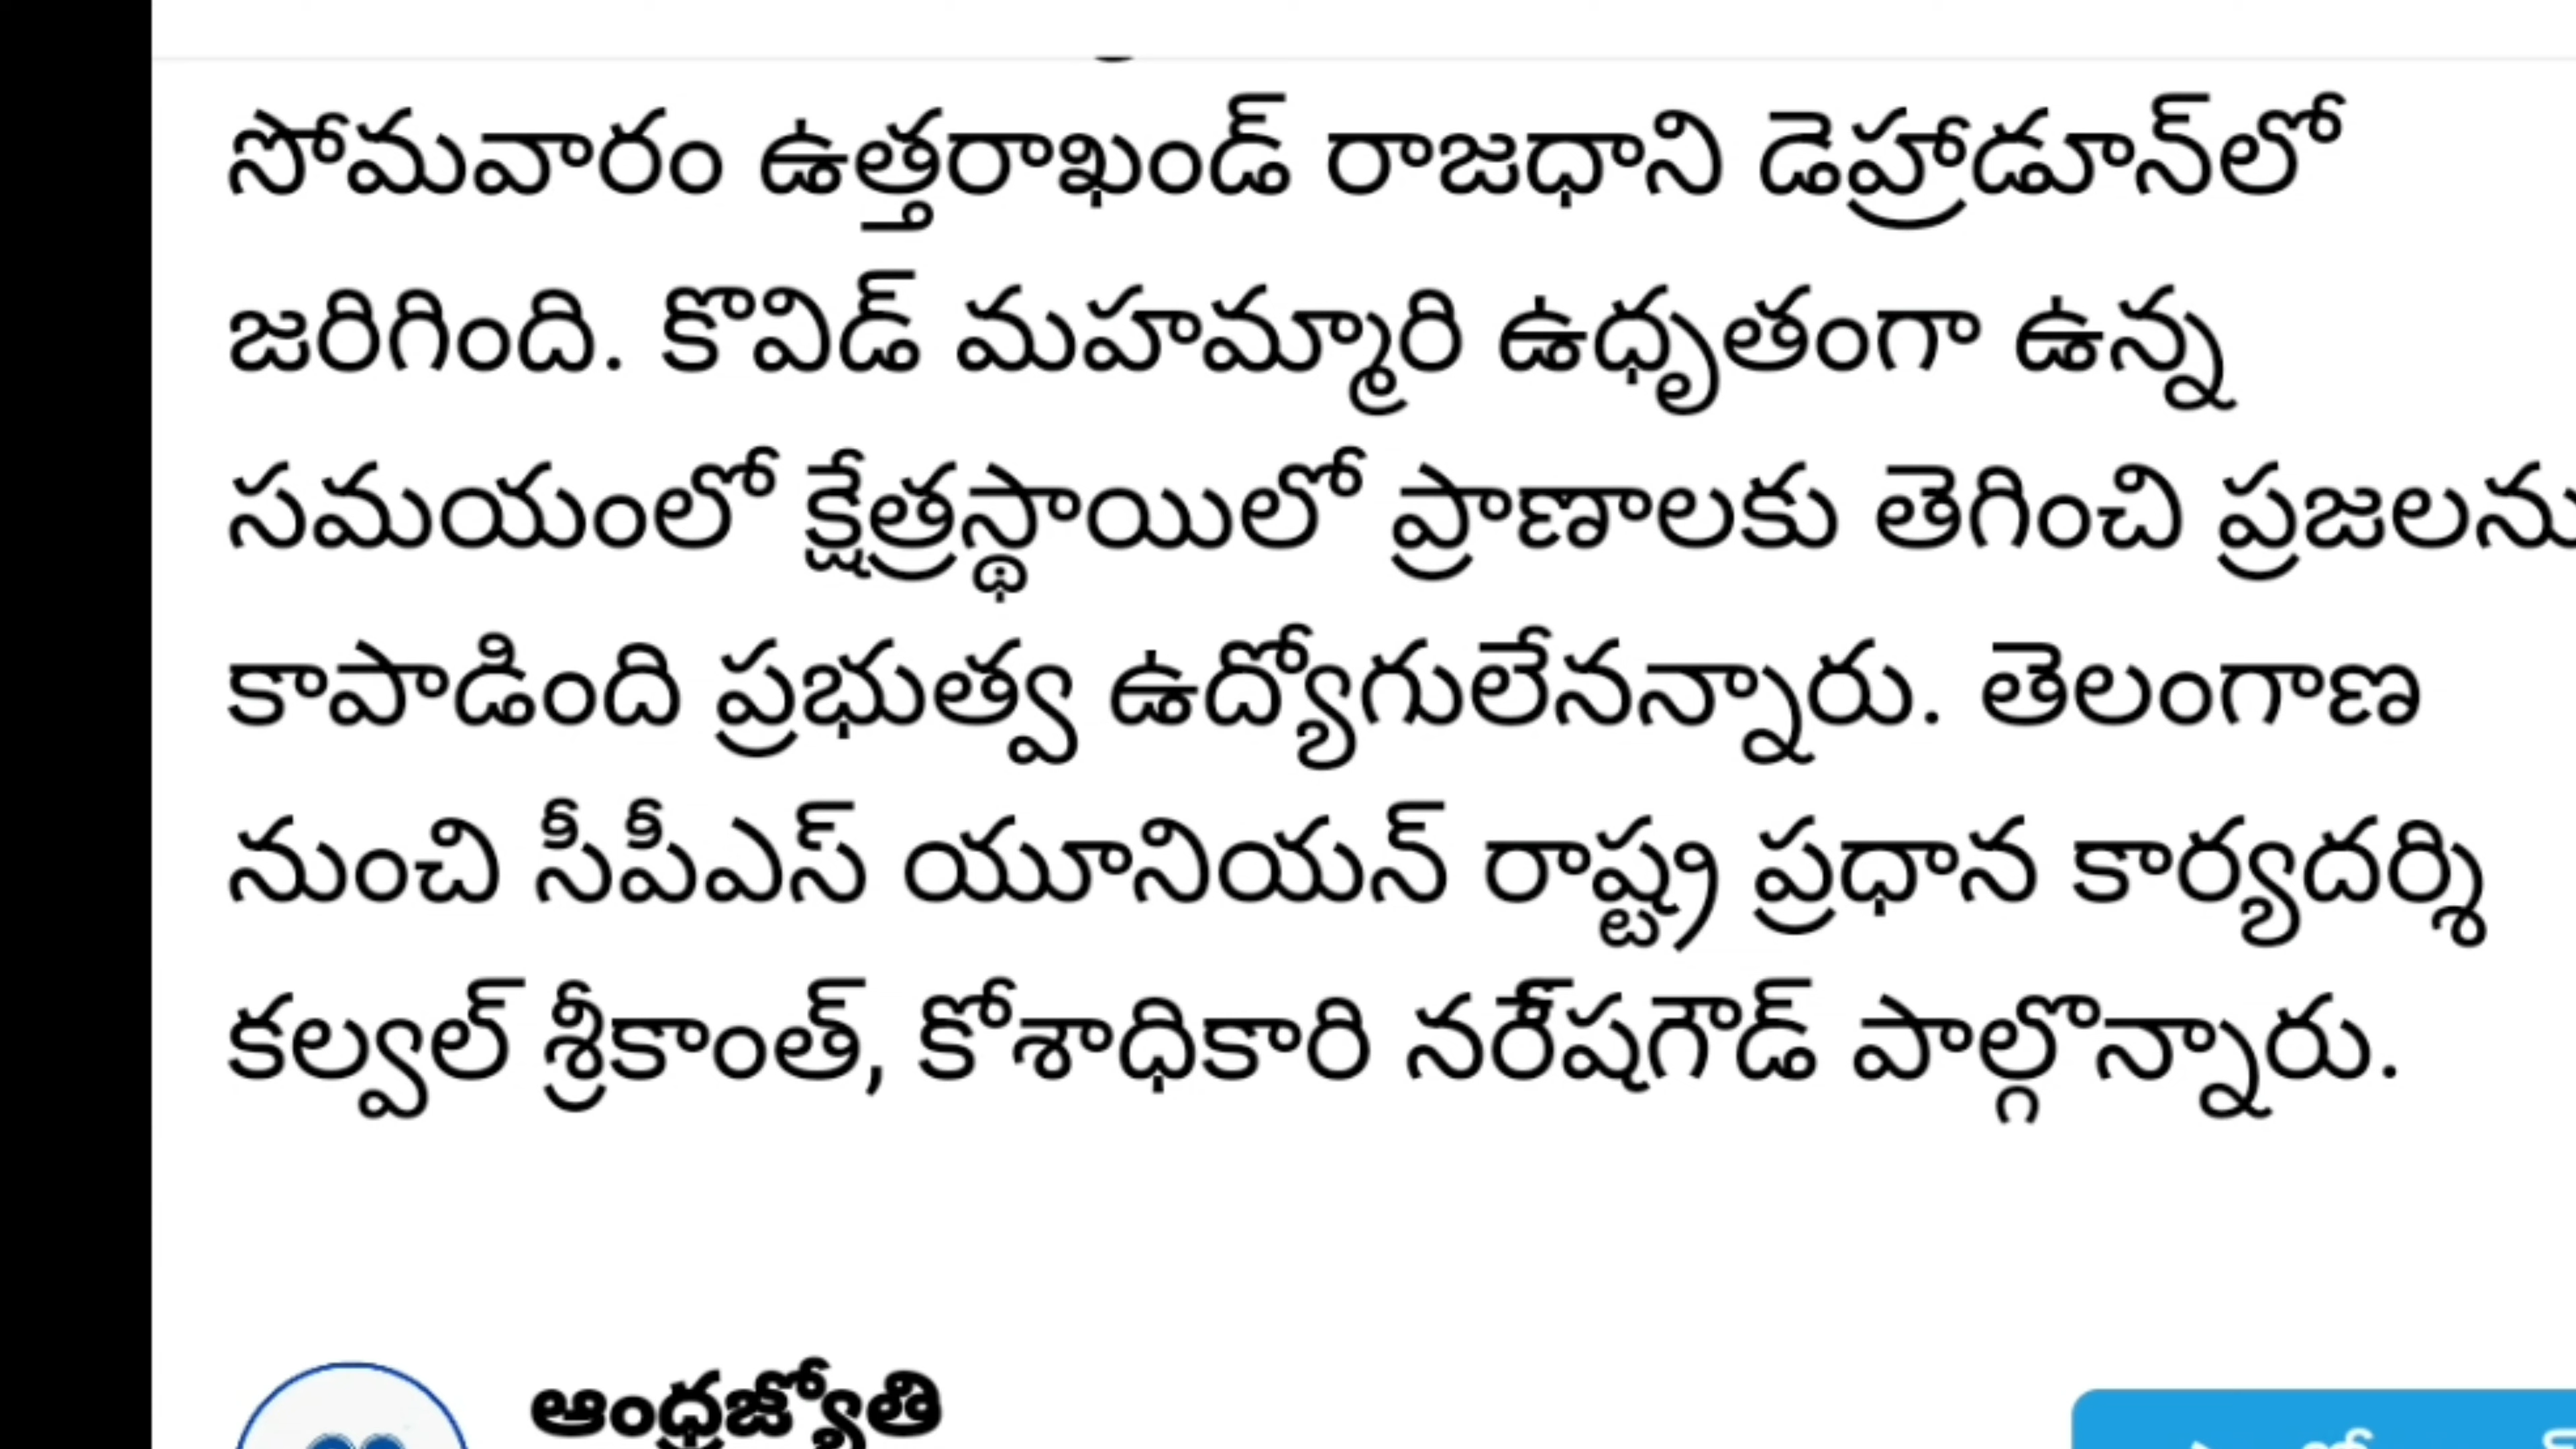 సోమవారం ఉత్తరాఖండ్ రాజధాని డెహ్రాడూన్‌లో
జరిగింది. కొవిడ్ మహమ్మారి ఉధృతంగా ఉన్న
సమయంలో క్షేత్రస్థాయిలో ప్రాణాలకు తెగించి ప్రజలను
కాపాడింది ప్రభుత్వ ఉద్యోగులేనన్నారు. తెలంగాణ
నుంచి సీపీఎస్ యూనియన్ రాష్ట్ర ప్రధాన కార్యదర్శి
కల్వల్ శ్రీకాంత్, కోశాధికారి నరే్‌షగౌడ్ పాల్గొన్నారు.
ఆంధ్రజ్యోతి